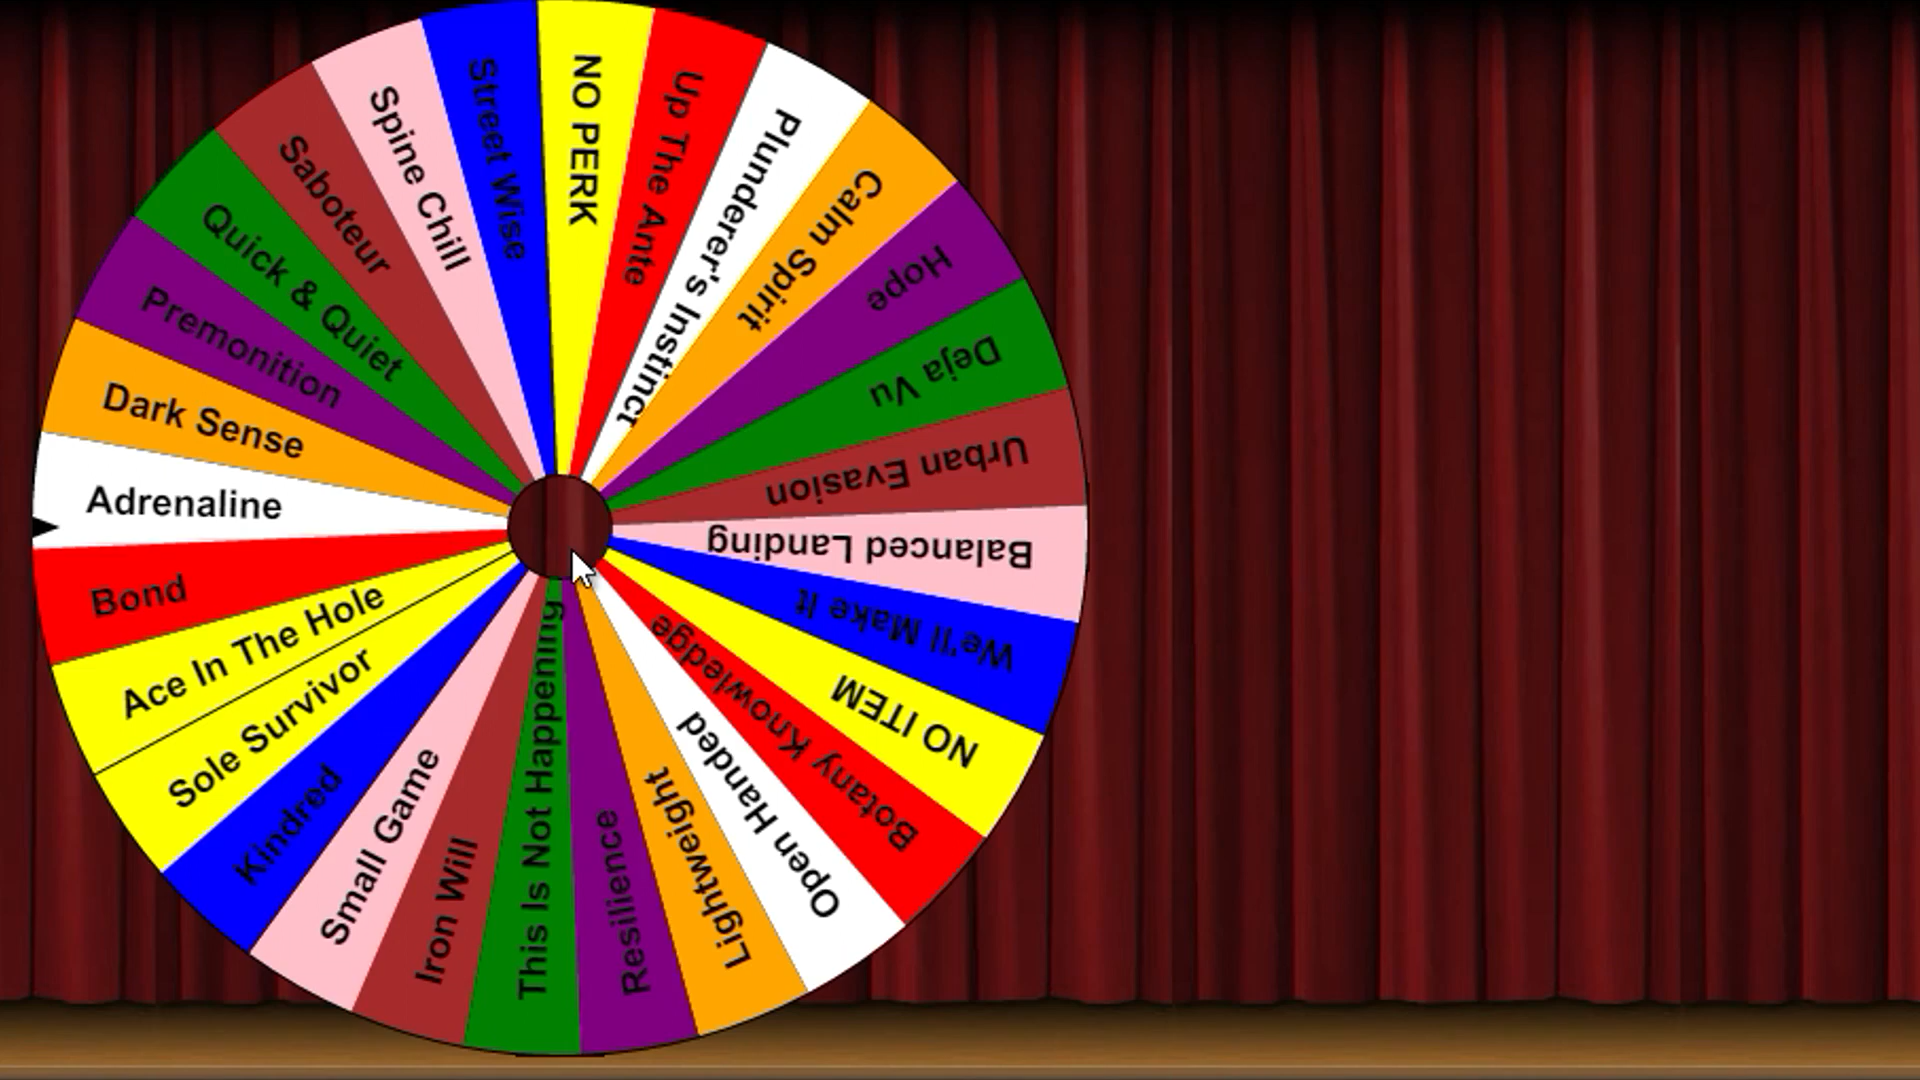 NO PERK
Up The Ante
Plunderer's Instinct
Calm Spirit
Hope
Deja Vu
Urban Evasion
Balanced Landing
We'll Make It
NO ITEM
Botany Knowledge
Open Handed
Lightweight
Resilience
This Is Not Happening
Iron Will
Small Game
Kindred
Sole Survivor
Ace In The Hole
Bond
Adrenaline
Dark Sense
Premonition
Quick & Quiet
Saboteur
Spine Chill
Street Wise